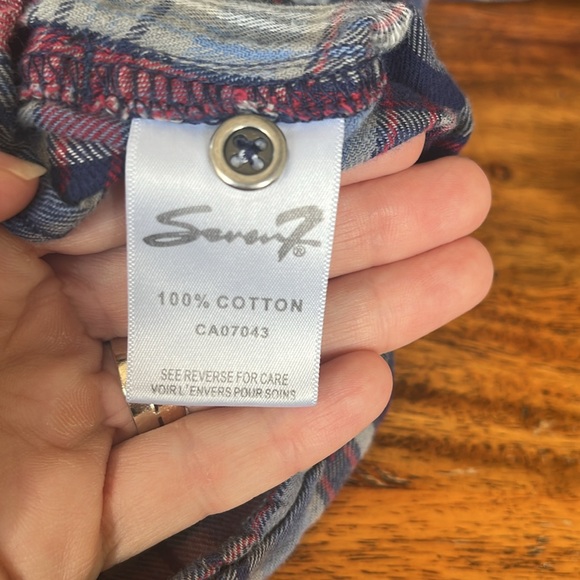 Seven7®
100% COTTON
CA07043
SEE REVERSE FOR CARE
VOIR L'ENVERS POUR SOINS